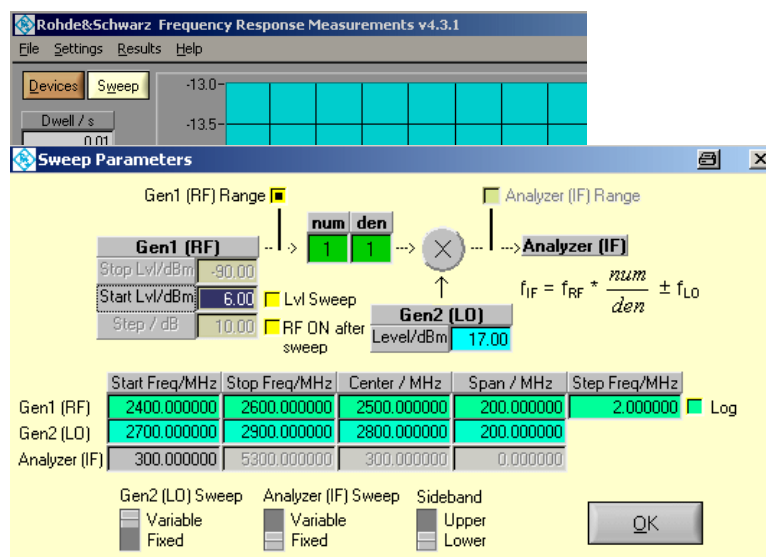 Rohde&Schwarz Frequency Response Measurements v4.3.1
File Settings Results Help
Devices Sweep -13.0
Dwell / s -13.5
0.01
Sweep Parameters
Gen1 (RF) Range Analyzer (IF) Range
num den
Gen1 (RF) --> 1 1 ---> X --- --->Analyzer (IF)
Stop Lvl/dBm -90.00
Start Lvl/dBm 6.00 Lvl Sweep
Step / dB 10.00 RF ON after sweep
Gen2 (LO)
Level/dBm 17.00
fIF = fRF * num/den ± fLO
Start Freq/MHz Stop Freq/MHz Center / MHz Span / MHz Step Freq/MHz
Gen1 (RF) 2400.000000 2600.000000 2500.000000 200.000000 2.000000 Log
Gen2 (LO) 2700.000000 2900.000000 2800.000000 200.000000
Analyzer (IF) 300.000000 5300.000000 300.000000 0.000000
Gen2 (LO) Sweep Analyzer (IF) Sweep Sideband
Variable Variable Upper
Fixed Fixed Lower
OK